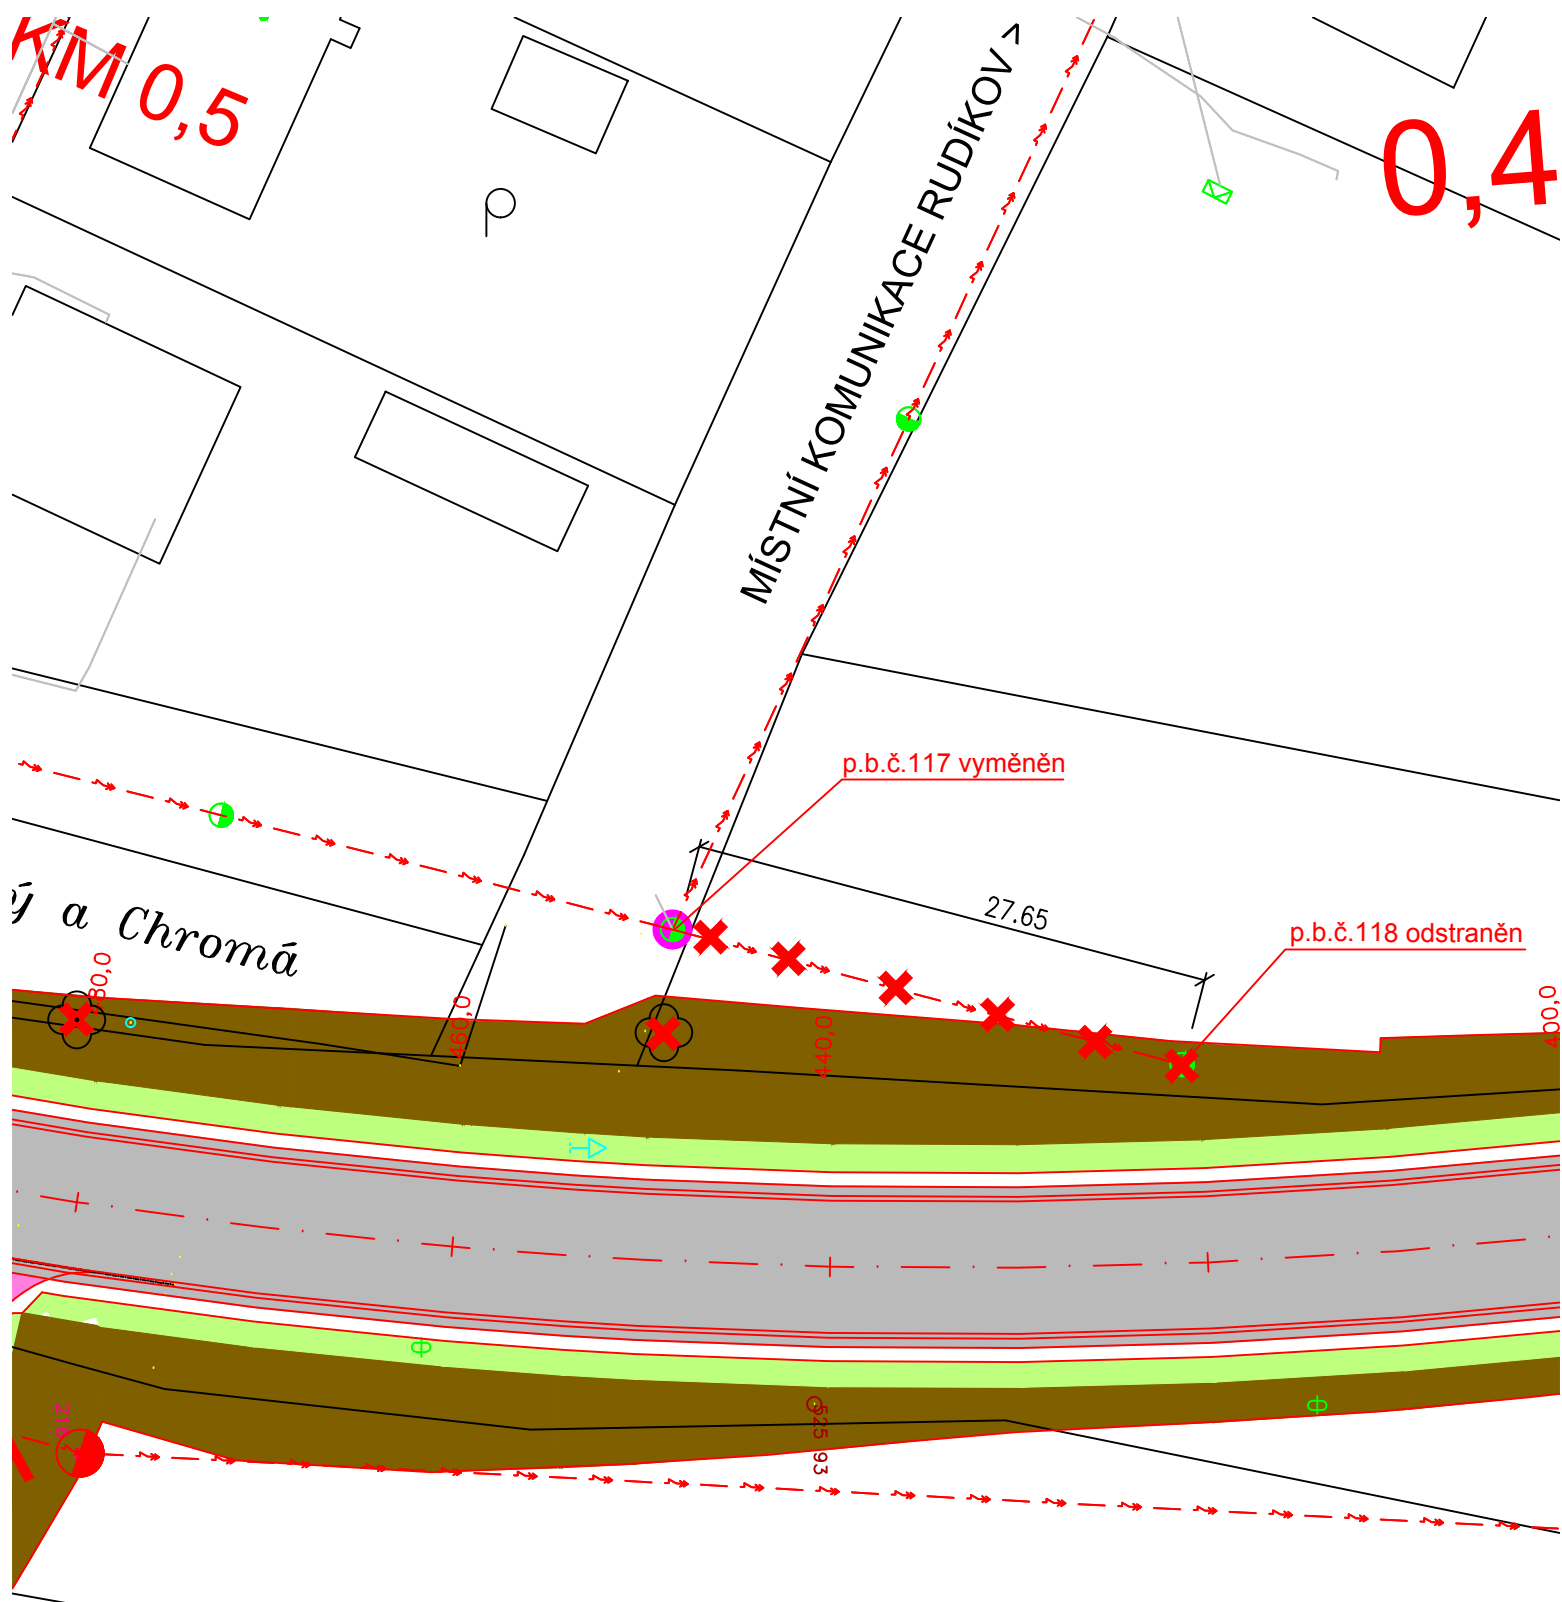 KM 0,5
0,4
MÍSTNÍ KOMUNIKACE RUDÍKOV >
p.b.č.117 vyměněn
27.65
p.b.č.118 odstraněn
ý a Chromá
460,0
440,0
400,0
525.93